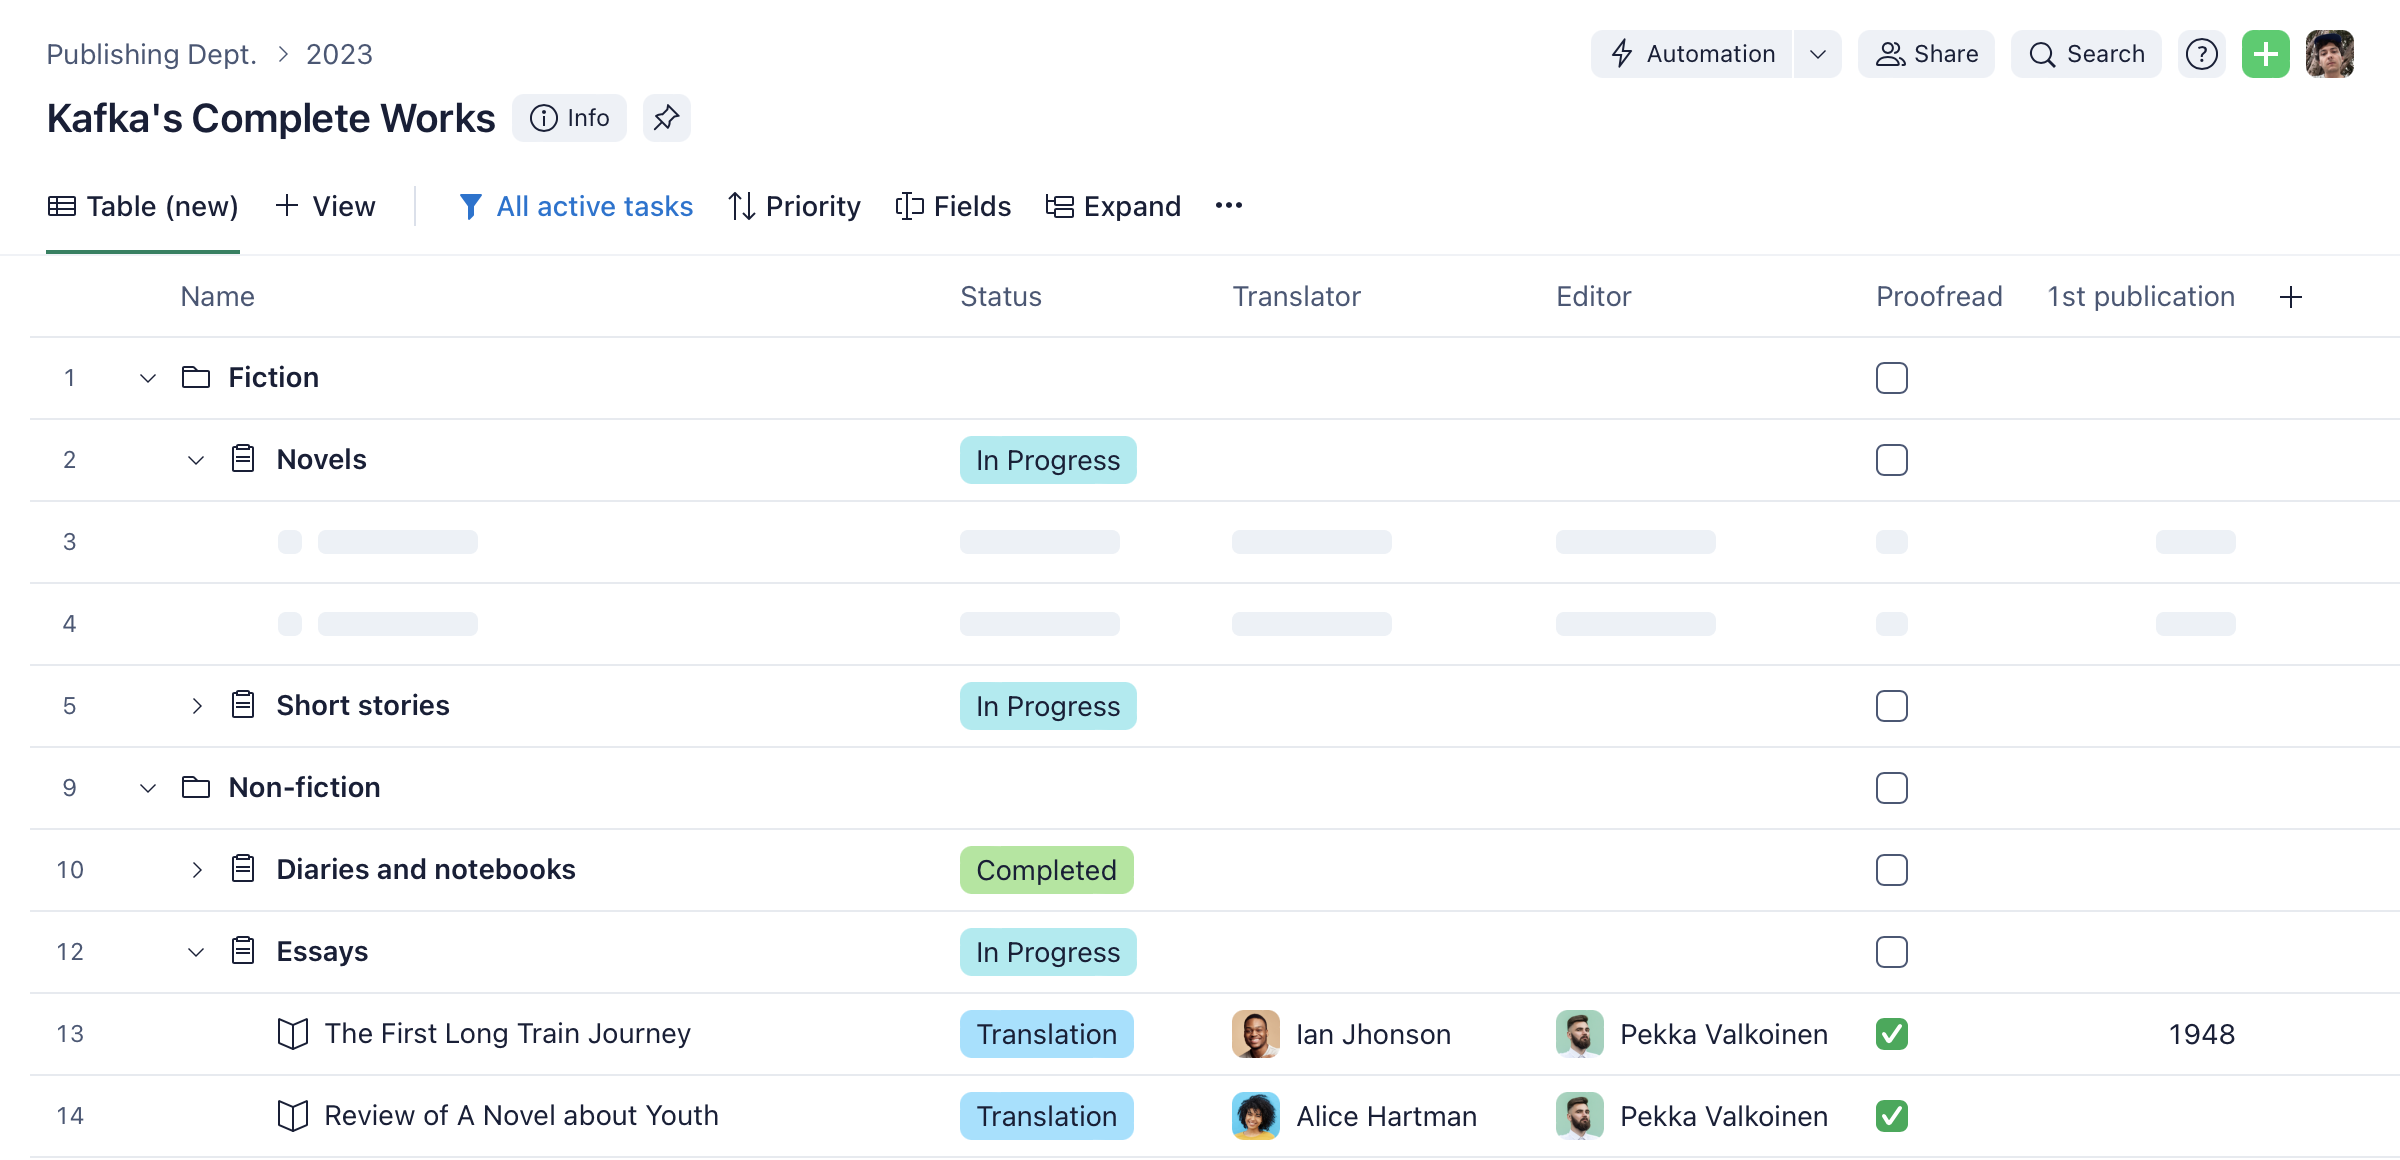 Publishing Dept. > 2023
Automation
Share
Search
?
Kafka's Complete Works
Info
Table (new)
View
All active tasks
Priority
Fields
Expand
Name Status Translator Editor Proofread 1st publication
1 Fiction
2 Novels In Progress
3
4
5 Short stories In Progress
9 Non-fiction
10 Diaries and notebooks Completed
12 Essays In Progress
13 The First Long Train Journey Translation Ian Jhonson Pekka Valkoinen 1948
14 Review of A Novel about Youth Translation Alice Hartman Pekka Valkoinen